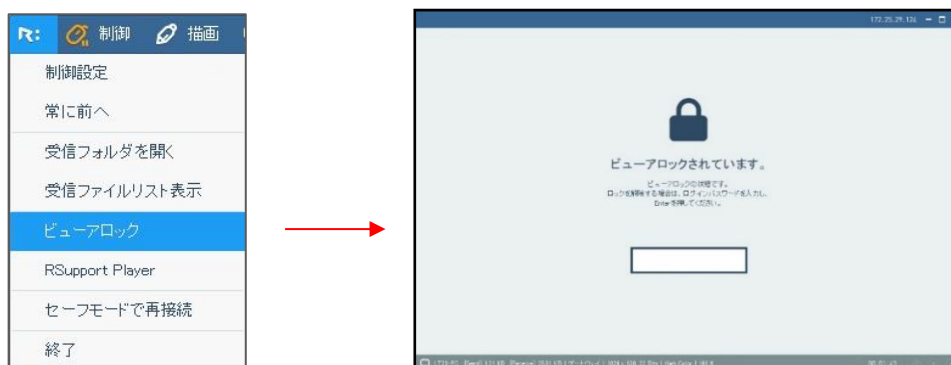 R: 制御 描画
制御設定
常に前へ
受信フォルダを開く
受信ファイルリスト表示
ビューアロック
RSupport Player
セーフモードで再接続
終了
ビューアロックされています。
ビューアロックの状態です。
ロックを解除する場合は、ログインパスワードを入力し、
Enterを押してください。